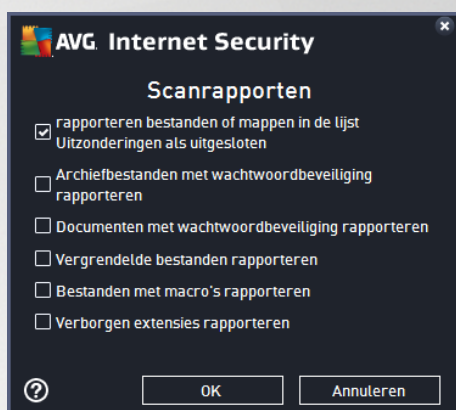 AVG. Internet Security
Scanrapporten
rapporteren bestanden of mappen in de lijst
Uitzonderingen als uitgesloten
Archiefbestanden met wachtwoordbeveiliging
rapporteren
Documenten met wachtwoordbeveiliging rapporteren
Vergrendelde bestanden rapporteren
Bestanden met macro's rapporteren
Verborgen extensies rapporteren
? OK Annuleren